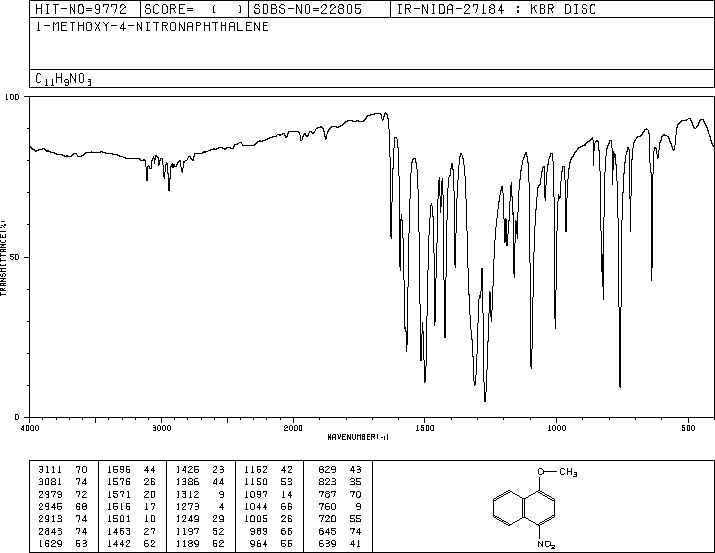 HIT-NO=9772 SCORE= ( ) SDBS-NO=22805 IR-NIDA-27184 : KBR DISC
1-METHOXY-4-NITRONAPHTHALENE
C11H9NO3
100
50
0
TRANSMITTANCE(%)
4000 3000 2000 1500 1000 500
WAVENUMBER(-1)
3111 70 1596 44 1426 23 1162 42 829 43
3081 74 1576 26 1386 44 1150 53 823 35
2979 72 1571 20 1312 9 1097 14 787 70
2945 68 1516 17 1273 4 1044 66 760 9
2913 74 1501 10 1249 29 1005 26 720 55
2843 74 1463 27 1197 52 989 66 645 74
1629 53 1442 62 1189 52 964 55 639 41
O—CH3
NO2